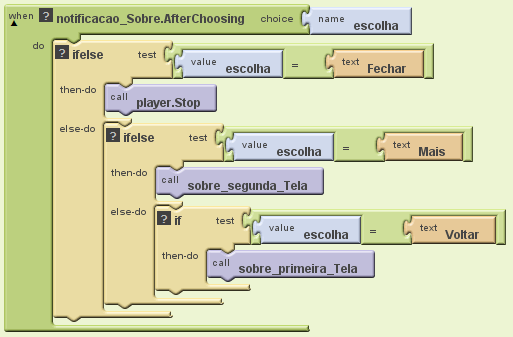 when ? notificacao_Sobre.AfterChoosing choice name escolha
do ? ifelse test value escolha = text Fechar
then-do call player.Stop
else-do ? ifelse test value escolha = text Mais
then-do call sobre_segunda_Tela
else-do ? if test value escolha = text Voltar
then-do call sobre_primeira_Tela